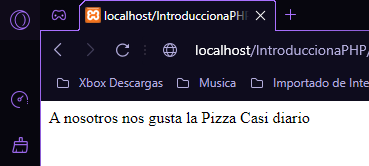 localhost/IntroduccionaPHP/
localhost/IntroduccionaPHP/
Xbox Descargas
Musica
Importado de Inte
A nosotros nos gusta la Pizza Casi diario